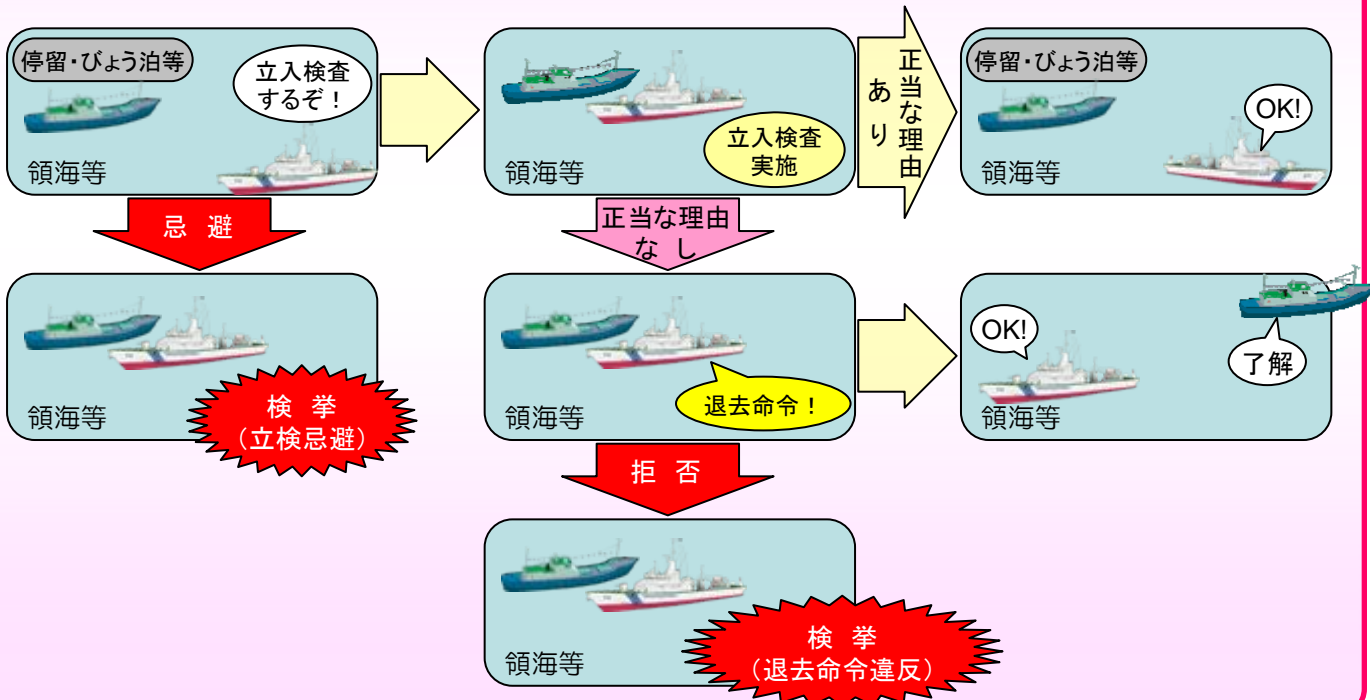 停留・びょう泊等
立入検査
するぞ！
領海等
立入検査
実施
領海等
正当な理由
あり
停留・びょう泊等
OK!
領海等
忌 避
正当な理由
な し
領海等
検 挙
（立検忌避）
退去命令！
領海等
OK!
了解
領海等
拒 否
領海等
検 挙
（退去命令違反）